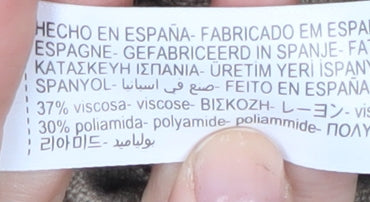 HECHO EN ESPAÑA- FABRICADO EM ESPA
ESPAGNE- GEFABRICEERD IN SPANJE- FA
ΚΑΤΑΣΚΕΥΗ ΙΣΠΑΝΙΑ- ÜRETİM YERİ İSPANY
SPANYOL- صنع في اسبانيا- FEITO EN ESPAÑA
37% viscosa- viscose- ΒΙΣΚΟΖΗ- レーヨン- vis
30% poliamida- polyamide- poliammide- ΠΟΛΥ
리아미드- بولياميد